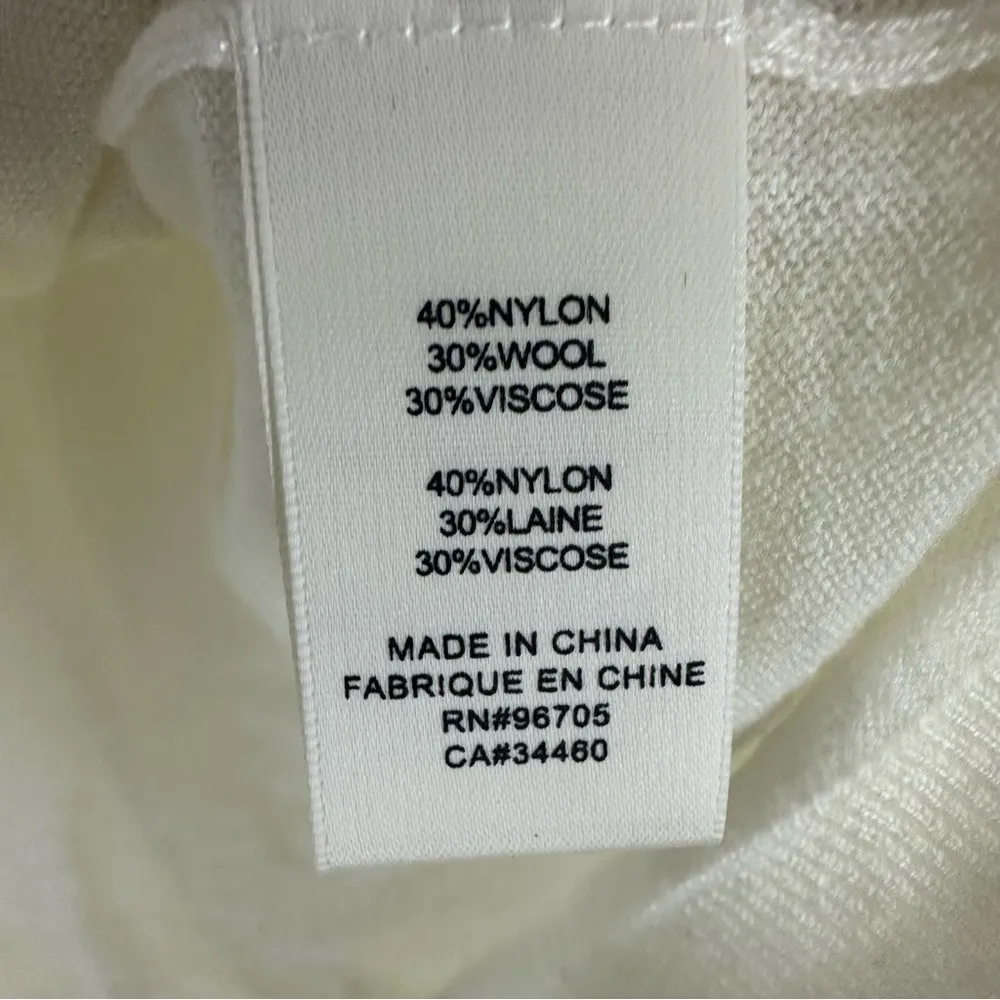 40%NYLON
30%WOOL
30%VISCOSE
40%NYLON
30%LAINE
30%VISCOSE
MADE IN CHINA
FABRIQUE EN CHINE
RN#96705
CA#34460